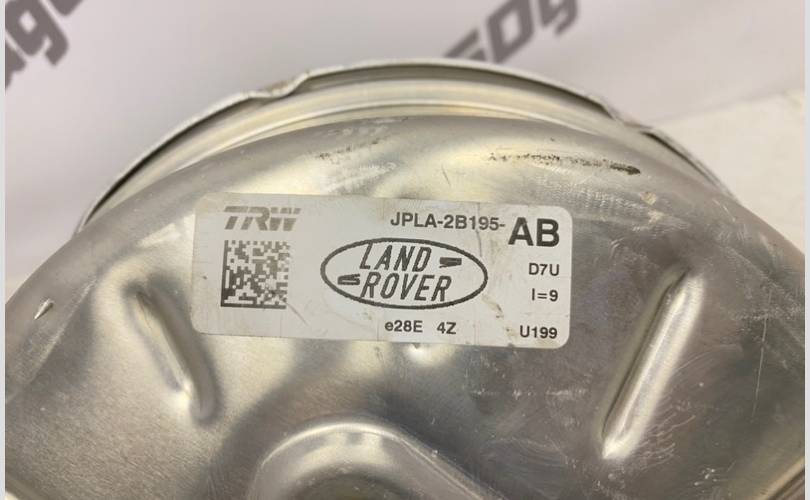 TRW
JPLA-2B195-AB
LAND
ROVER
D7U
I=9
e28E 4Z
U199